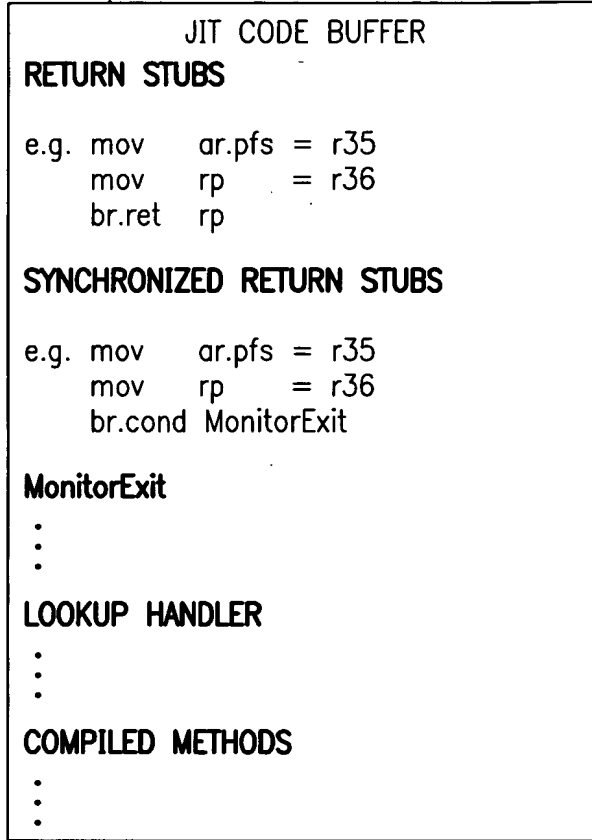 JIT CODE BUFFER
RETURN STUBS
e.g. mov ar.pfs = r35
mov rp = r36
br.ret rp
SYNCHRONIZED RETURN STUBS
e.g. mov ar.pfs = r35
mov rp = r36
br.cond MonitorExit
MonitorExit
LOOKUP HANDLER
COMPILED METHODS